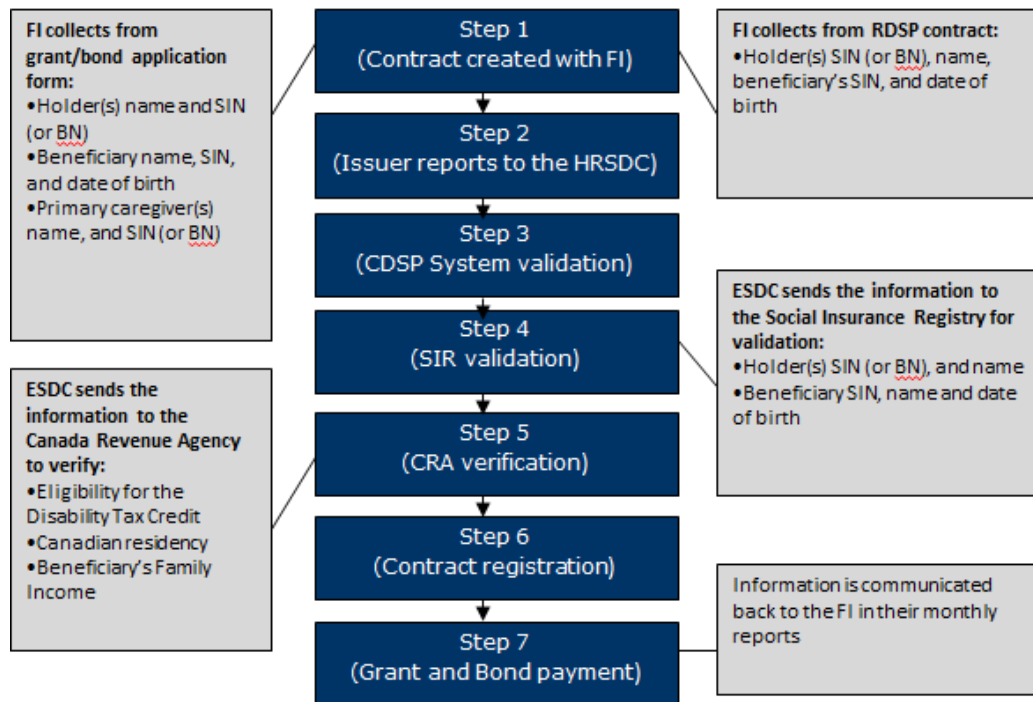 FI collects from
grant/bond application
form:
•Holder(s) name and SIN
(or BN)
•Beneficiary name, SIN,
and date of birth
•Primary caregiver(s)
name, and SIN (or BN)
Step 1
(Contract created with FI)
FI collects from RDSP contract:
•Holder(s) SIN (or BN), name,
beneficiary's SIN, and date of
birth
Step 2
(Issuer reports to the HRSDC)
Step 3
(CDSP System validation)
Step 4
(SIR validation)
ESDC sends the information to
the Social Insurance Registry for
validation:
•Holder(s) SIN (or BN), and name
•Beneficiary SIN, name and date
of birth
ESDC sends the
information to the
Canada Revenue Agency
to verify:
•Eligibility for the
Disability Tax Credit
•Canadian residency
•Beneficiary's Family
Income
Step 5
(CRA verification)
Step 6
(Contract registration)
Step 7
(Grant and Bond payment)
Information is communicated
back to the FI in their monthly
reports